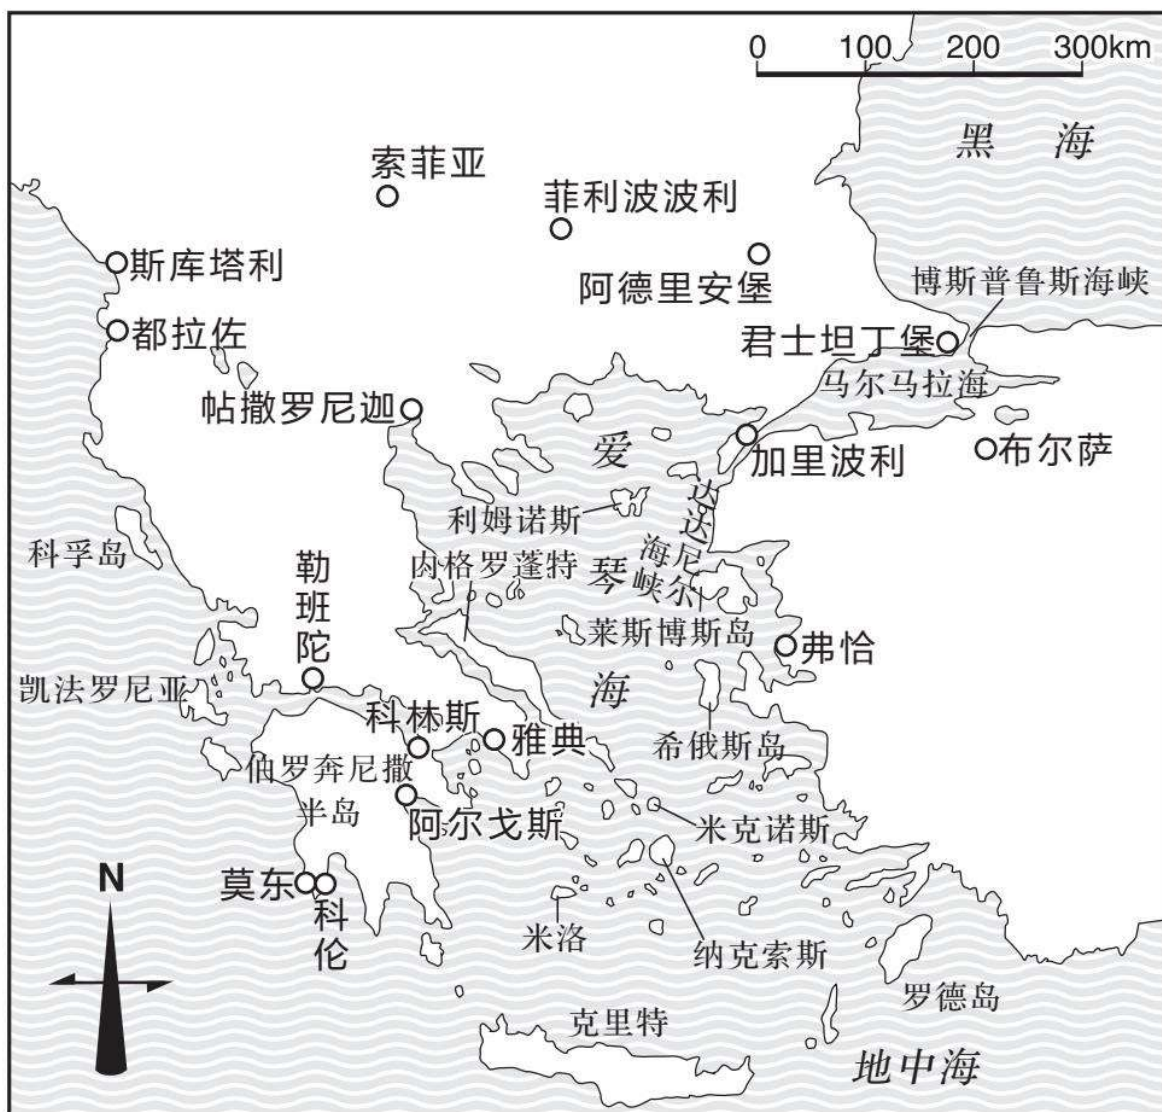 0 100 200 300km
黑 海
索菲亚
菲利波波利
斯库塔利
阿德里安堡
博斯普鲁斯海峡
都拉佐
君士坦丁堡
马尔马拉海
帖撒罗尼迦
爱琴海
加里波利
布尔萨
达达尼尔海峡
利姆诺斯
科孚岛
内格罗蓬特
勒班陀
莱斯博斯岛
弗恰
凯法罗尼亚
科林斯
雅典
希俄斯岛
伯罗奔尼撒
半岛
阿尔戈斯
米克诺斯
N
莫东
科伦
米洛
纳克索斯
罗德岛
克里特
地中海